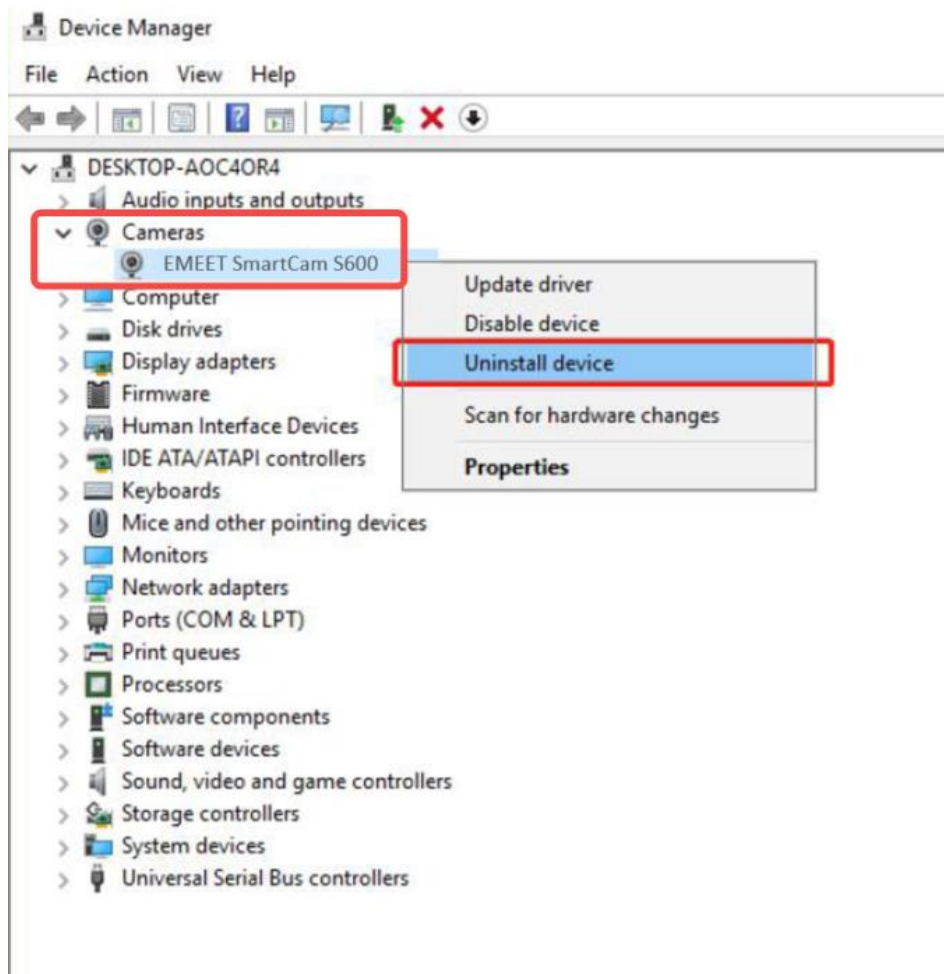 Device Manager
File Action View Help
DESKTOP-AOC4OR4
Audio inputs and outputs
Cameras
EMEET SmartCam S600
Computer
Disk drives
Display adapters
Firmware
Human Interface Devices
IDE ATA/ATAPI controllers
Keyboards
Mice and other pointing devices
Monitors
Network adapters
Ports (COM & LPT)
Print queues
Processors
Software components
Software devices
Sound, video and game controllers
Storage controllers
System devices
Universal Serial Bus controllers
Update driver
Disable device
Uninstall device
Scan for hardware changes
Properties